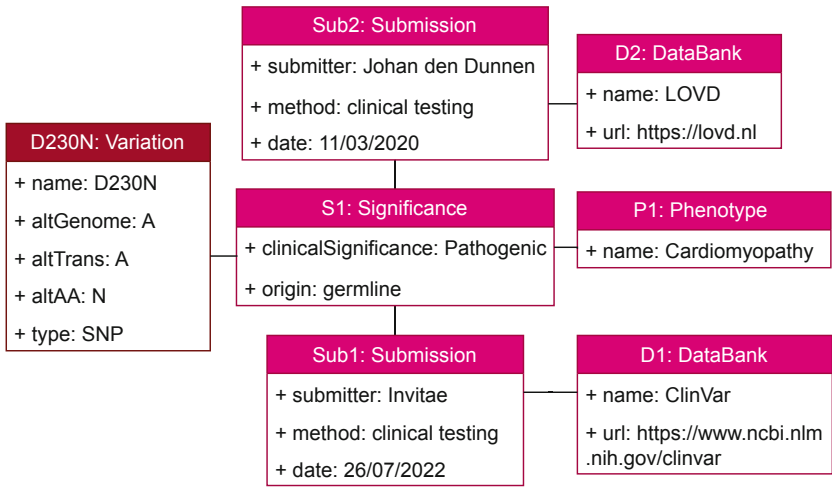 Sub2: Submission
+ submitter: Johan den Dunnen
+ method: clinical testing
+ date: 11/03/2020
D2: DataBank
+ name: LOVD
+ url: https://lovd.nl
D230N: Variation
+ name: D230N
+ altGenome: A
+ altTrans: A
+ altAA: N
+ type: SNP
S1: Significance
+ clinicalSignificance: Pathogenic
+ origin: germline
P1: Phenotype
+ name: Cardiomyopathy
Sub1: Submission
+ submitter: Invitae
+ method: clinical testing
+ date: 26/07/2022
D1: DataBank
+ name: ClinVar
+ url: https://www.ncbi.nlm
.nih.gov/clinvar